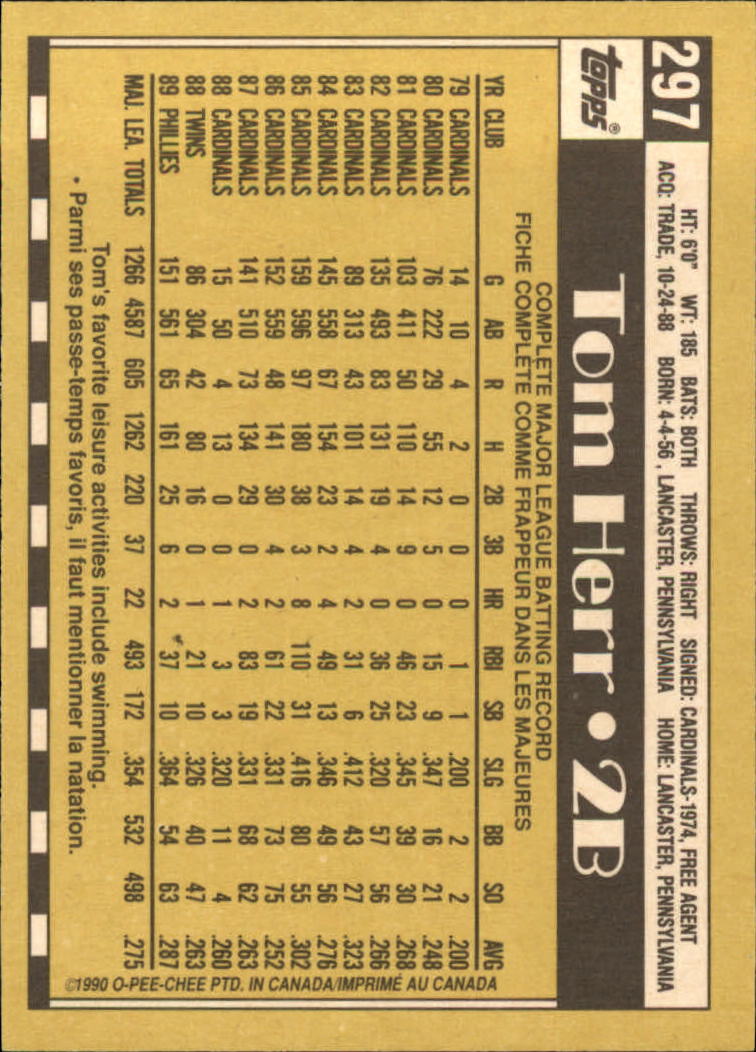 297
HT: 6'0" WT: 185 BATS: BOTH THROWS: RIGHT SIGNED: CARDINALS-1974, FREE AGENT
ACQ: TRADE, 10-24-88 BORN: 4-4-56 , LANCASTER, PENNSYLVANIA HOME: LANCASTER, PENNSYLVANIA
topps®
Tom Herr • 2B
COMPLETE MAJOR LEAGUE BATTING RECORD
FICHE COMPLÈTE COMME FRAPPEUR DANS LES MAJEURES
YR CLUB G AB R H 2B 3B HR RBI SB SLG BB SO AVG
79 CARDINALS 14 10 4 2 0 0 0 1 1 .200 2 2 .200
80 CARDINALS 76 222 29 55 12 5 0 15 9 .347 16 21 .248
81 CARDINALS 103 411 50 110 14 9 0 46 23 .345 39 30 .268
82 CARDINALS 135 493 83 131 19 4 0 36 25 .320 57 56 .266
83 CARDINALS 89 313 43 101 14 4 2 31 6 .412 43 27 .323
84 CARDINALS 145 558 67 154 23 2 4 49 13 .346 49 56 .276
85 CARDINALS 159 596 97 180 38 3 8 110 31 .416 80 55 .302
86 CARDINALS 152 559 48 141 30 4 2 61 22 .331 73 75 .252
87 CARDINALS 141 510 73 134 29 0 2 83 19 .331 68 62 .263
88 CARDINALS 15 50 4 13 0 0 1 3 3 .320 11 4 .260
88 TWINS 86 304 42 80 16 0 1 21 10 .326 40 47 .263
89 PHILLIES 151 561 65 161 25 6 2 37 10 .364 54 63 .287
MAJ. LEA. TOTALS 1266 4587 605 1262 220 37 22 493 172 .354 532 498 .275
Tom's favorite leisure activities include swimming.
• Parmi ses passe-temps favoris, il faut mentionner la natation.
©1990 O-PEE-CHEE PTD. IN CANADA/IMPRIMÉ AU CANADA